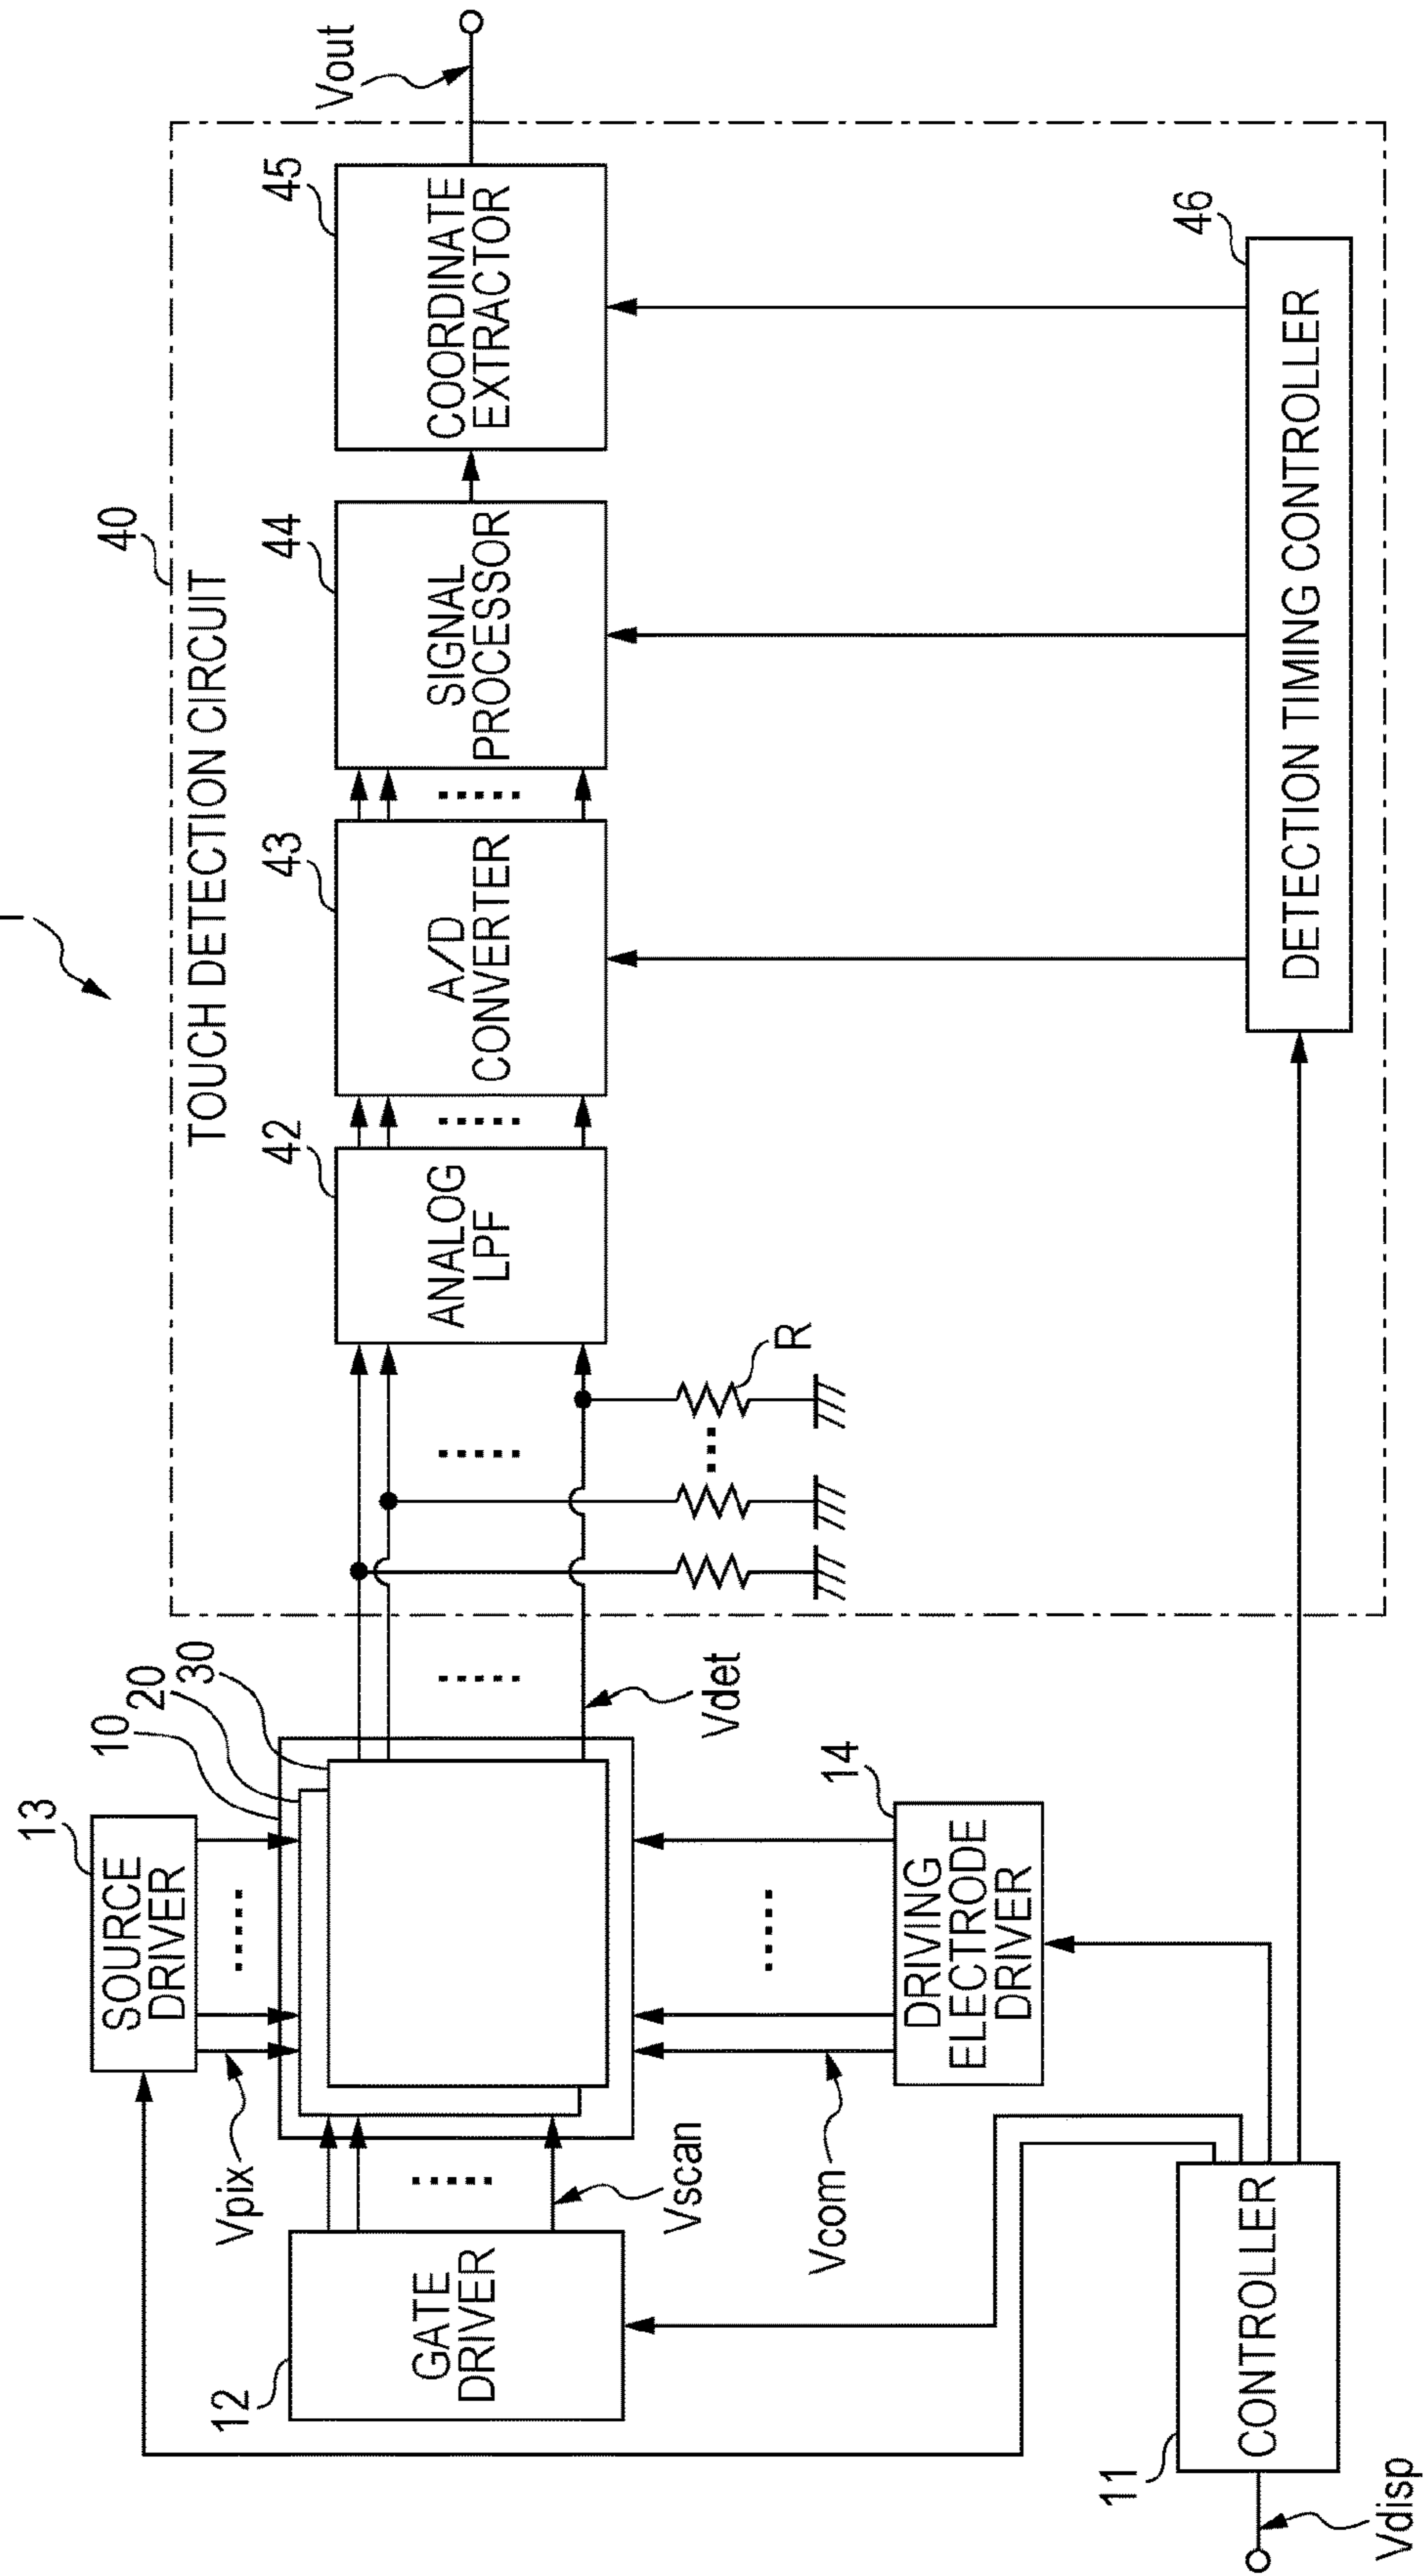 1
40
TOUCH DETECTION CIRCUIT
13
SOURCE
DRIVER
10
20
30
42
43
44
45
Vout
Vpix
12
GATE
DRIVER
ANALOG
LPF
A/D
CONVERTER
SIGNAL
PROCESSOR
COORDINATE
EXTRACTOR
Vscan
Vdet
R
Vcom
14
DRIVING
ELECTRODE
DRIVER
11
CONTROLLER
Vdisp
46
DETECTION TIMING CONTROLLER